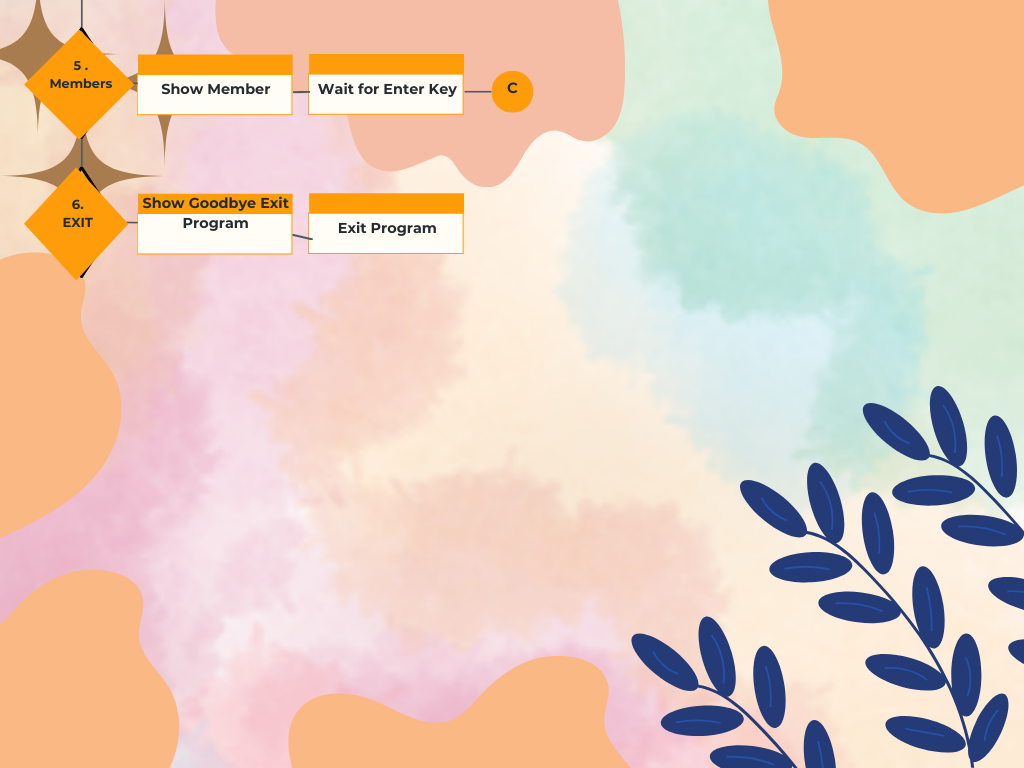 5 .
Members
Show Member
Wait for Enter Key
C
6.
EXIT
Show Goodbye Exit
Program
Exit Program